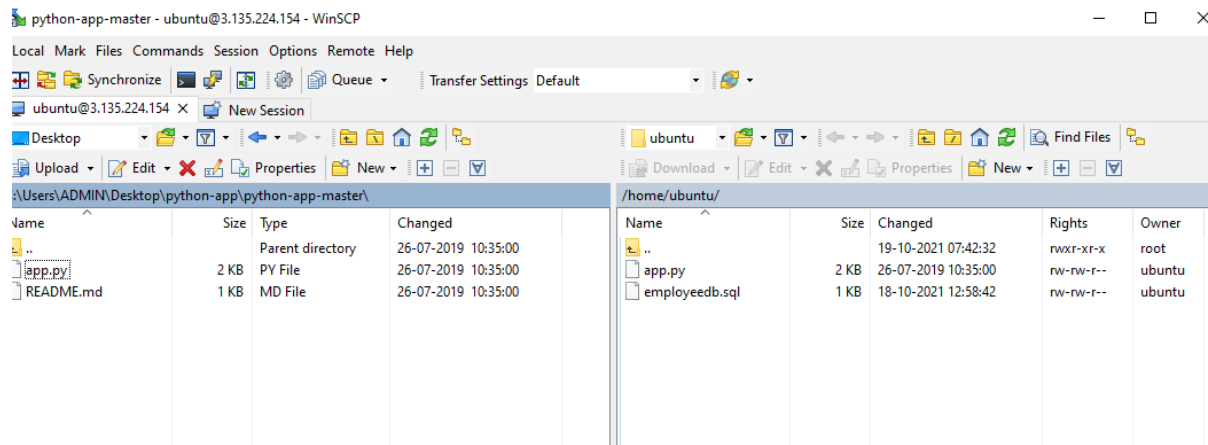 python-app-master - ubuntu@3.135.224.154 - WinSCP
Local Mark Files Commands Session Options Remote Help
Synchronize Queue Transfer Settings Default
ubuntu@3.135.224.154 New Session
Desktop ubuntu Find Files
Upload Edit Properties New Download Edit Properties New
:\Users\ADMIN\Desktop\python-app\python-app-master\ /home/ubuntu/
Name Size Type Changed Name Size Changed Rights Owner
.. Parent directory 26-07-2019 10:35:00 .. 19-10-2021 07:42:32 rwxr-xr-x root
app.py 2 KB PY File 26-07-2019 10:35:00 app.py 2 KB 26-07-2019 10:35:00 rw-rw-r-- ubuntu
README.md 1 KB MD File 26-07-2019 10:35:00 employeedb.sql 1 KB 18-10-2021 12:58:42 rw-rw-r-- ubuntu